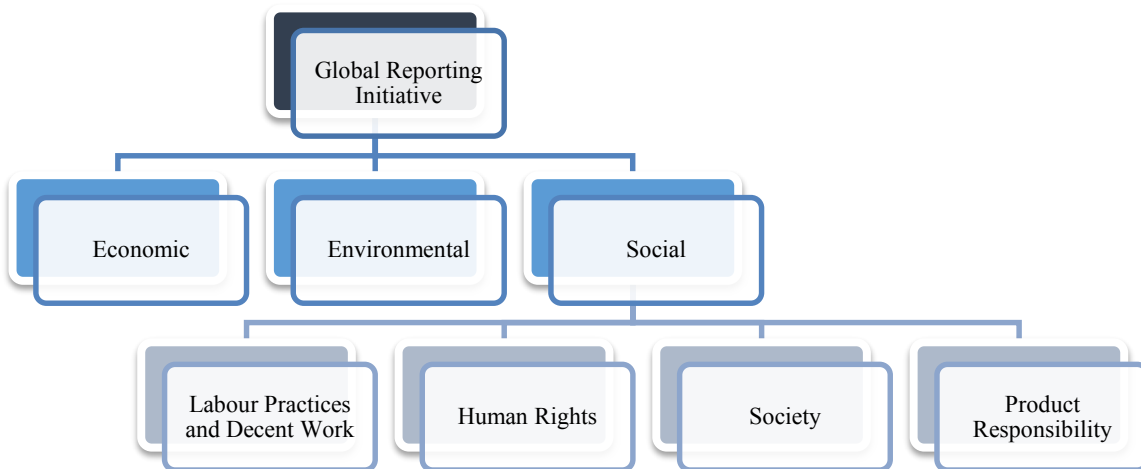 Global Reporting
Initiative
Economic
Environmental
Social
Labour Practices
and Decent Work
Human Rights
Society
Product
Responsibility